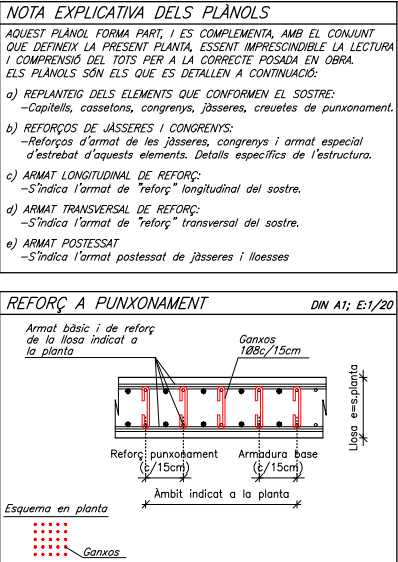 NOTA EXPLICATIVA DELS PLÀNOLS
AQUEST PLÀNOL FORMA PART, I ES COMPLEMENTA, AMB EL CONJUNT
QUE DEFINEIX LA PRESENT PLANTA, ESSENT IMPRESCINDIBLE LA LECTURA
I COMPRENSIÓ DEL TOTS PER A LA CORRECTE POSADA EN OBRA.
ELS PLÀNOLS SÓN ELS QUE ES DETALLEN A CONTINUACIÓ:
a) REPLANTEIG DELS ELEMENTS QUE CONFORMEN EL SOSTRE:
-Capitells, cassetons, congrenys, jàsseres, creuetes de punxonament.
b) REFORÇOS DE JÀSSERES I CONGRENYS:
-Reforços d'armat de les jàsseres, congrenys i armat especial
d'estrebat d'aquests elements. Detalls específics de l'estructura.
c) ARMAT LONGITUDINAL DE REFORÇ:
-S'indica l'armat de "reforç" longitudinal del sostre.
d) ARMAT TRANSVERSAL DE REFORÇ:
-S'indica l'armat de "reforç" transversal del sostre.
e) ARMAT POSTESSAT
-S'indica l'armat postessat de jàsseres i lloesses
REFORÇ A PUNXONAMENT DIN A1; E:1/20
Armat bàsic i de reforç
de la llosa indicat a
la planta
Ganxos
1Ø8c/15cm
Llosa e=s.planta
Reforç punxonament
(c/15cm)
Armadura base
(c/15cm)
Àmbit indicat a la planta
Esquema en planta
Ganxos